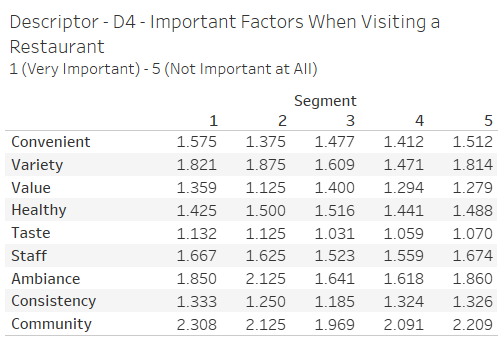 Descriptor - D4 - Important Factors When Visiting a
Restaurant
1 (Very Important) - 5 (Not Important at All)
Segment
1 2 3 4 5
Convenient 1.575 1.375 1.477 1.412 1.512
Variety 1.821 1.875 1.609 1.471 1.814
Value 1.359 1.125 1.400 1.294 1.279
Healthy 1.425 1.500 1.516 1.441 1.488
Taste 1.132 1.125 1.031 1.059 1.070
Staff 1.667 1.625 1.523 1.559 1.674
Ambiance 1.850 2.125 1.641 1.618 1.860
Consistency 1.333 1.250 1.185 1.324 1.326
Community 2.308 2.125 1.969 2.091 2.209